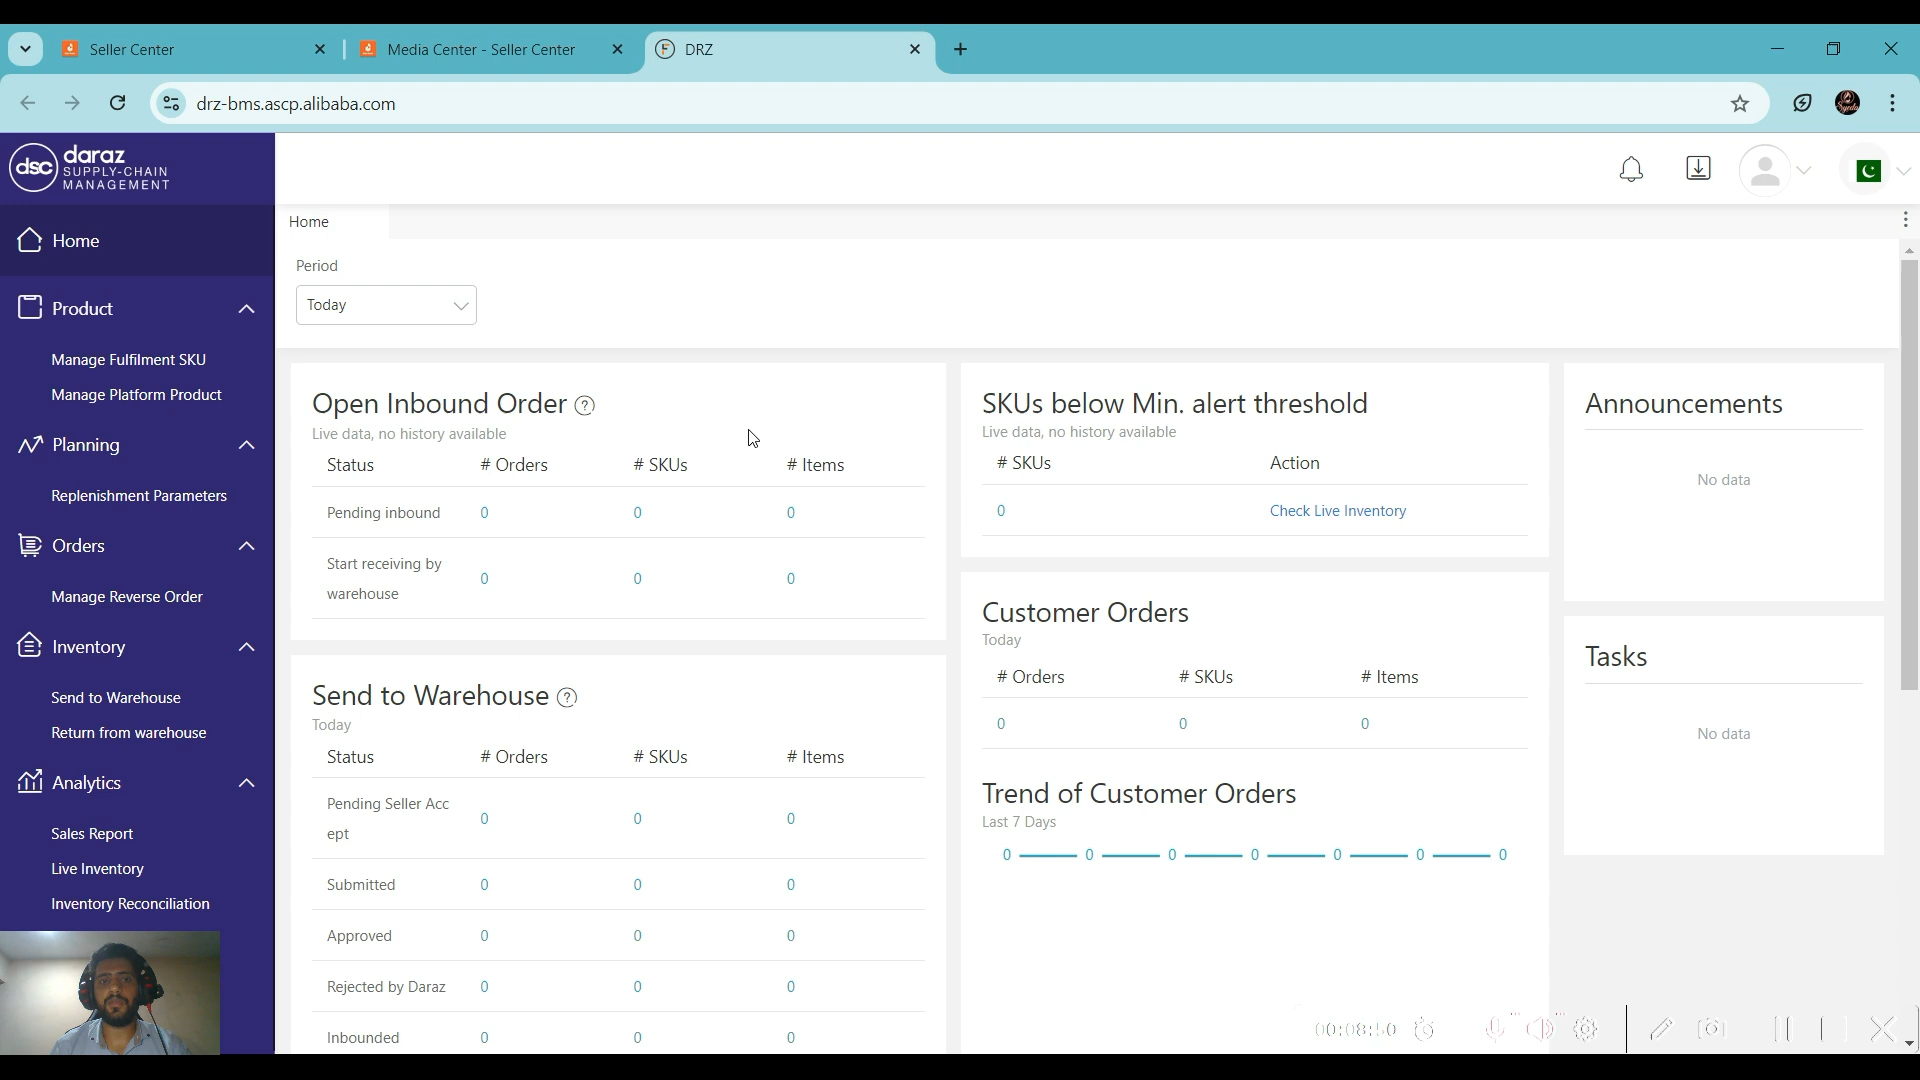 Seller Center
Media Center - Seller Center
DRZ
drz-bms.ascp.alibaba.com
dsc daraz
SUPPLY-CHAIN
MANAGEMENT
Home
Product
Manage Fulfilment SKU
Manage Platform Product
Planning
Replenishment Parameters
Orders
Manage Reverse Order
Inventory
Send to Warehouse
Return from warehouse
Analytics
Sales Report
Live Inventory
Inventory Reconciliation
Home
Period
Today
Open Inbound Order ?
Live data, no history available
Status # Orders # SKUs # Items
Pending inbound 0 0 0
Start receiving by
warehouse 0 0 0
Send to Warehouse ?
Today
Status # Orders # SKUs # Items
Pending Seller Acc
ept 0 0 0
Submitted 0 0 0
Approved 0 0 0
Rejected by Daraz 0 0 0
Inbounded 0 0 0
SKUs below Min. alert threshold
Live data, no history available
# SKUs Action
0 Check Live Inventory
Customer Orders
Today
# Orders # SKUs # Items
0 0 0
Trend of Customer Orders
Last 7 Days
0 0 0 0 0 0 0
Announcements
No data
Tasks
No data
00:08:50